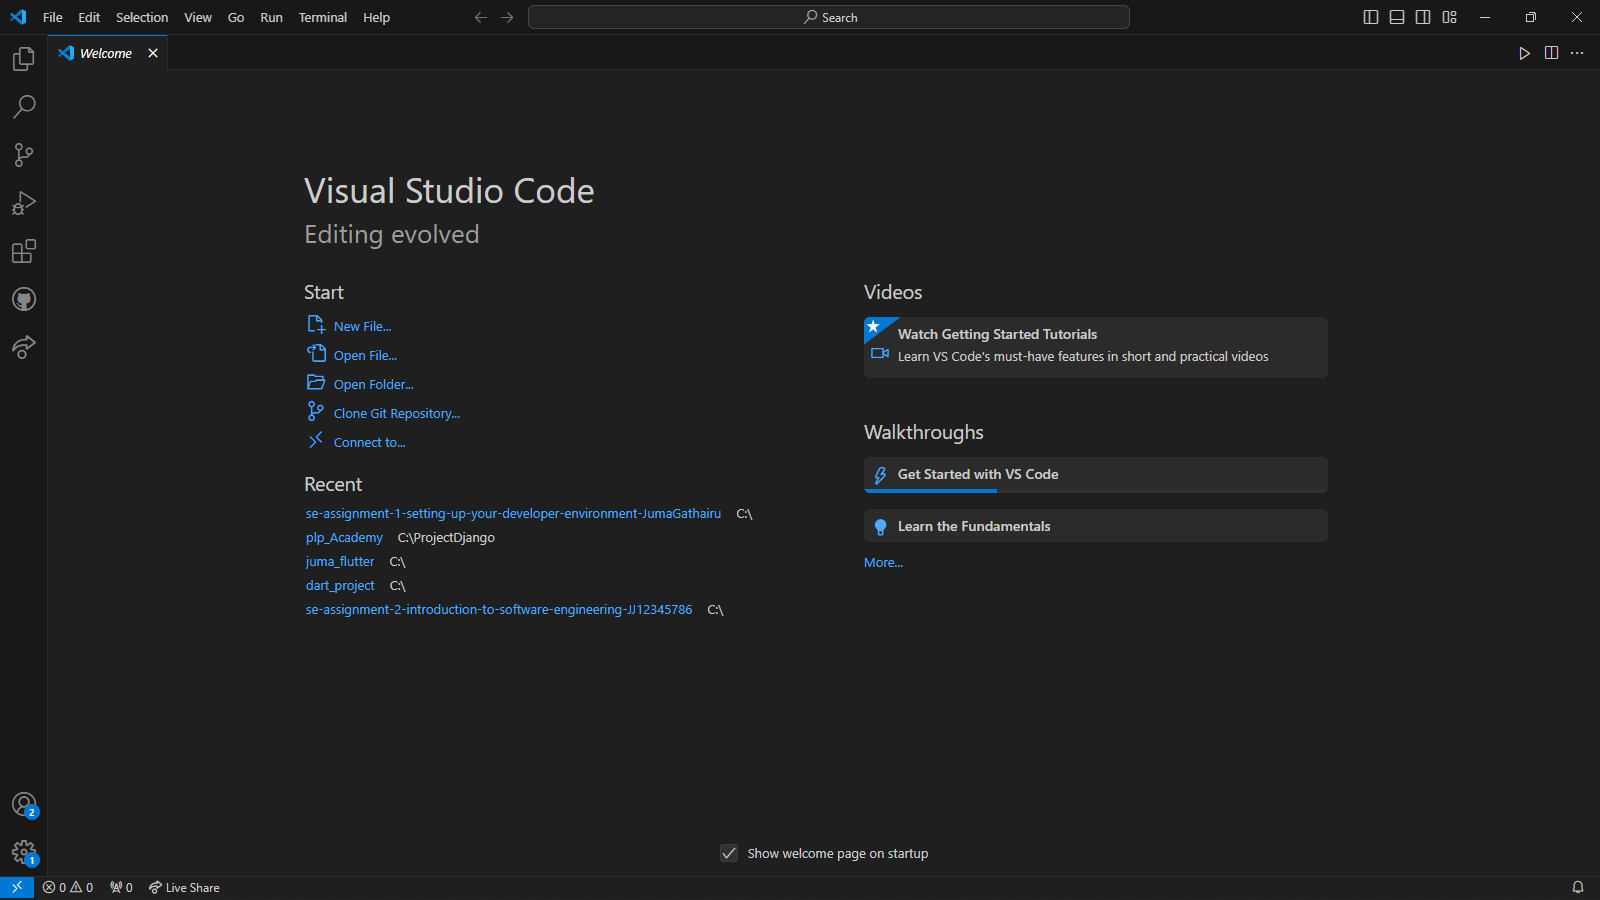 File Edit Selection View Go Run Terminal Help Search
Welcome
Visual Studio Code
Editing evolved
Start
New File...
Open File...
Open Folder...
Clone Git Repository...
Connect to...
Recent
se-assignment-1-setting-up-your-developer-environment-JumaGathairu C:\
plp_Academy C:\ProjectDjango
juma_flutter C:\
dart_project C:\
se-assignment-2-introduction-to-software-engineering-JJ12345786 C:\
Videos
Watch Getting Started Tutorials
Learn VS Code's must-have features in short and practical videos
Walkthroughs
Get Started with VS Code
Learn the Fundamentals
More...
2
1
Show welcome page on startup
0 0 0 Live Share